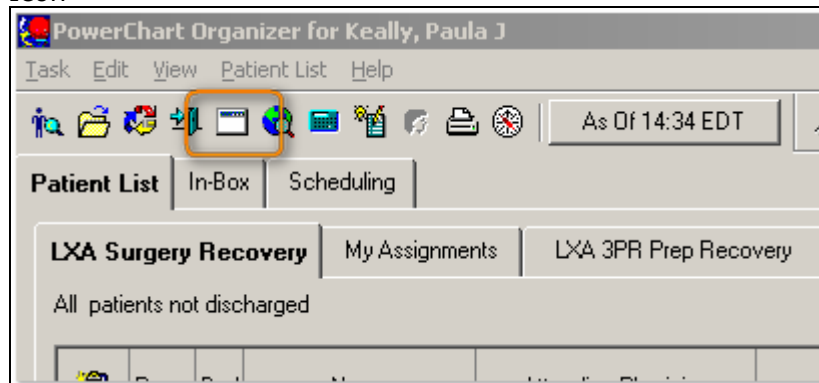 PowerChart Organizer for Keally, Paula J
Task Edit View Patient List Help
As Of 14:34 EDT
Patient List In-Box Scheduling
LXA Surgery Recovery My Assignments LXA 3PR Prep Recovery
All patients not discharged